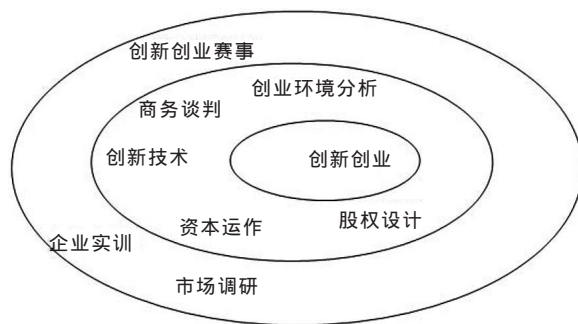 创新创业赛事
创业环境分析
商务谈判
创新技术
创新创业
股权设计
资本运作
企业实训
市场调研